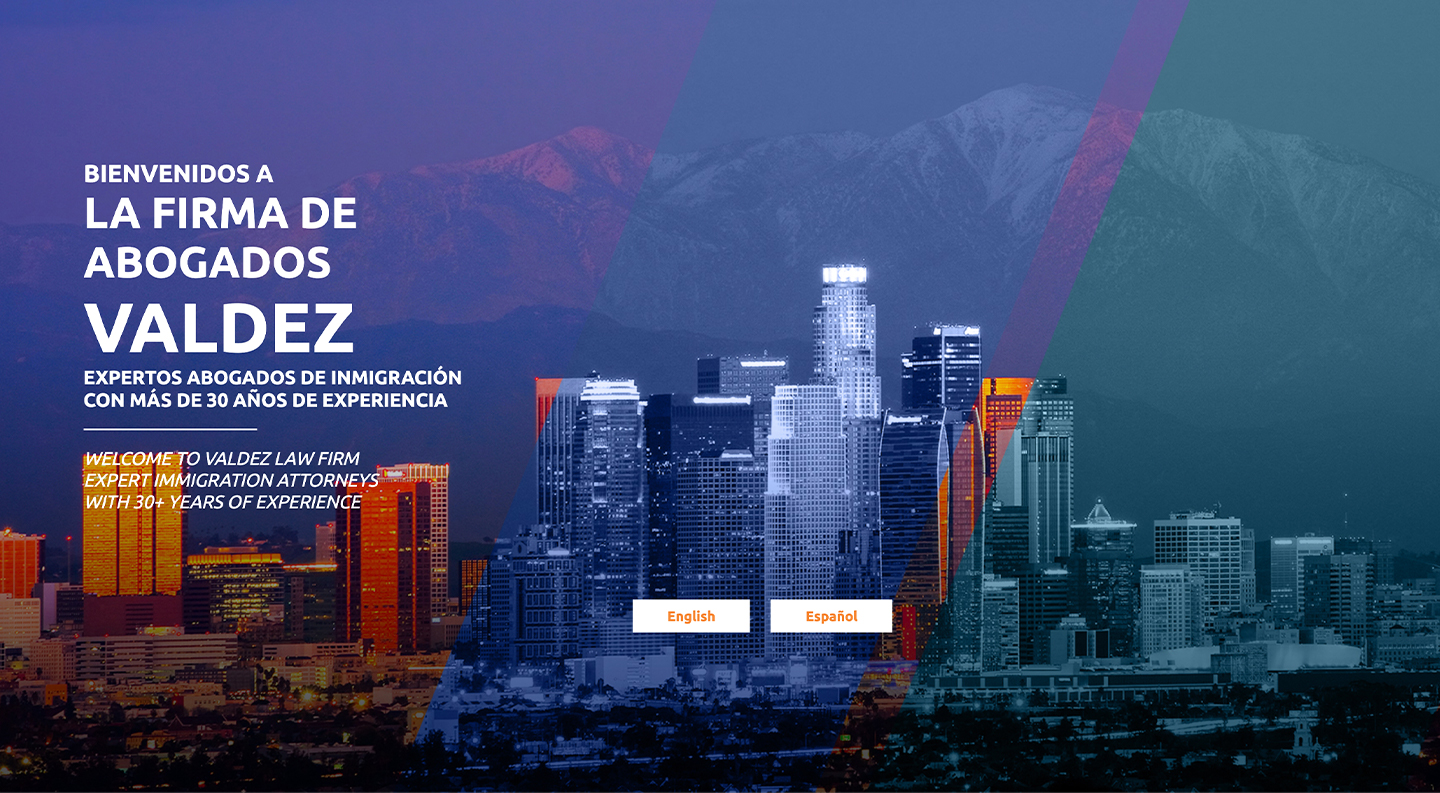 BIENVENIDOS A
LA FIRMA DE
ABOGADOS
VALDEZ
EXPERTOS ABOGADOS DE INMIGRACIÓN
CON MÁS DE 30 AÑOS DE EXPERIENCIA
WELCOME TO VALDEZ LAW FIRM
EXPERT IMMIGRATION ATTORNEYS
WITH 30+ YEARS OF EXPERIENCE
English
Español